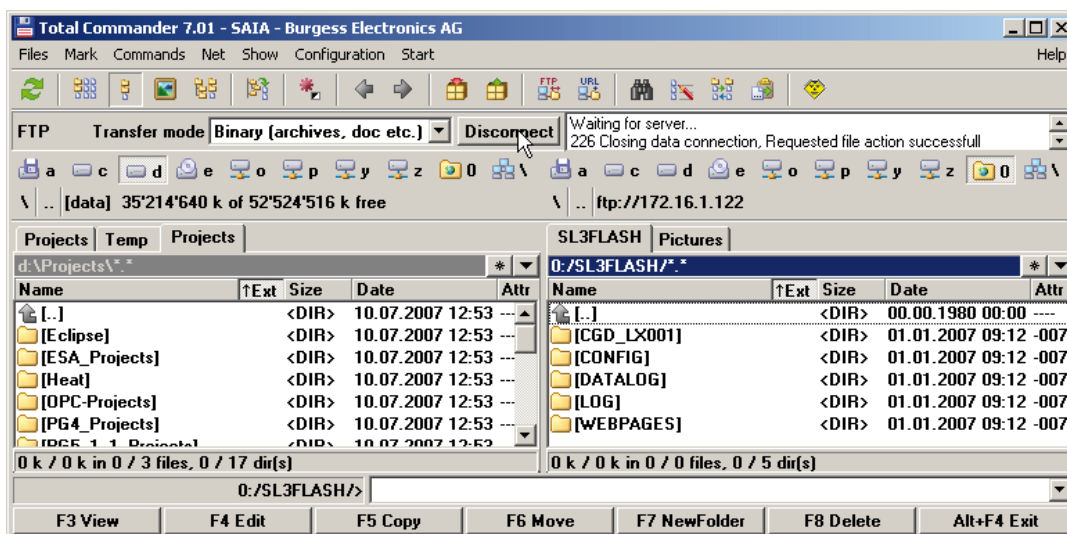 Total Commander 7.01 - SAIA - Burgess Electronics AG
Files Mark Commands Net Show Configuration Start Help
FTP URL
FTP Transfer mode Binary (archives, doc etc.) Disconnect Waiting for server...
226 Closing data connection, Requested file action successfull
a c d e o p y z 0 \ a c d e o p y z 0 \
\ .. [data] 35'214'640 k of 52'524'516 k free \ .. ftp://172.16.1.122
Projects Temp Projects SL3FLASH Pictures
d:\Projects\*.* * 0:/SL3FLASH/*.* *
Name ↑Ext Size Date Attr Name ↑Ext Size Date Attr
[..] <DIR> 10.07.2007 12:53 --- [..] <DIR> 00.00.1980 00:00 ----
[Eclipse] <DIR> 10.07.2007 12:53 --- [CGD_LX001] <DIR> 01.01.2007 09:12 -007
[ESA_Projects] <DIR> 10.07.2007 12:53 --- [CONFIG] <DIR> 01.01.2007 09:12 -007
[Heat] <DIR> 10.07.2007 12:53 --- [DATALOG] <DIR> 01.01.2007 09:12 -007
[OPC-Projects] <DIR> 10.07.2007 12:53 --- [LOG] <DIR> 01.01.2007 09:12 -007
[PG4_Projects] <DIR> 10.07.2007 12:53 --- [WEBPAGES] <DIR> 01.01.2007 09:12 -007
<DIR> 10.07.2007 12:53
0 k / 0 k in 0 / 3 files, 0 / 17 dir(s) 0 k / 0 k in 0 / 0 files, 0 / 5 dir(s)
0:/SL3FLASH/>
F3 View F4 Edit F5 Copy F6 Move F7 NewFolder F8 Delete Alt+F4 Exit